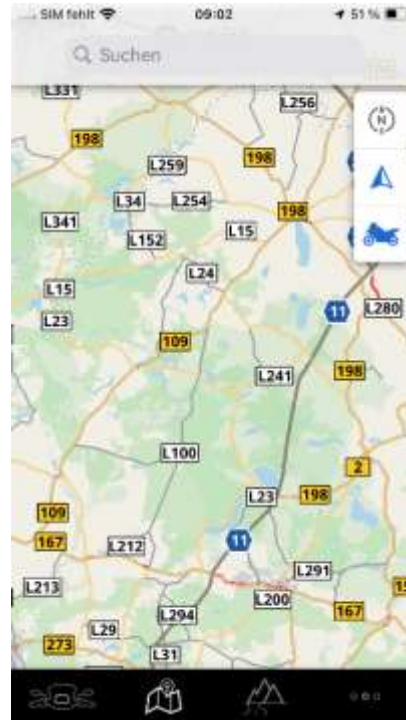 SIM fehlt 09:02 51 %
Suchen
L331
L256
198
L259
198
L34 L254
198
L341
L15
L152
L24
L15
11
L280
L23
109
L241
198
L100
2
L23 198
109
11
167
L212
L291
L213
L200
L294
167
L29
273
L31
N